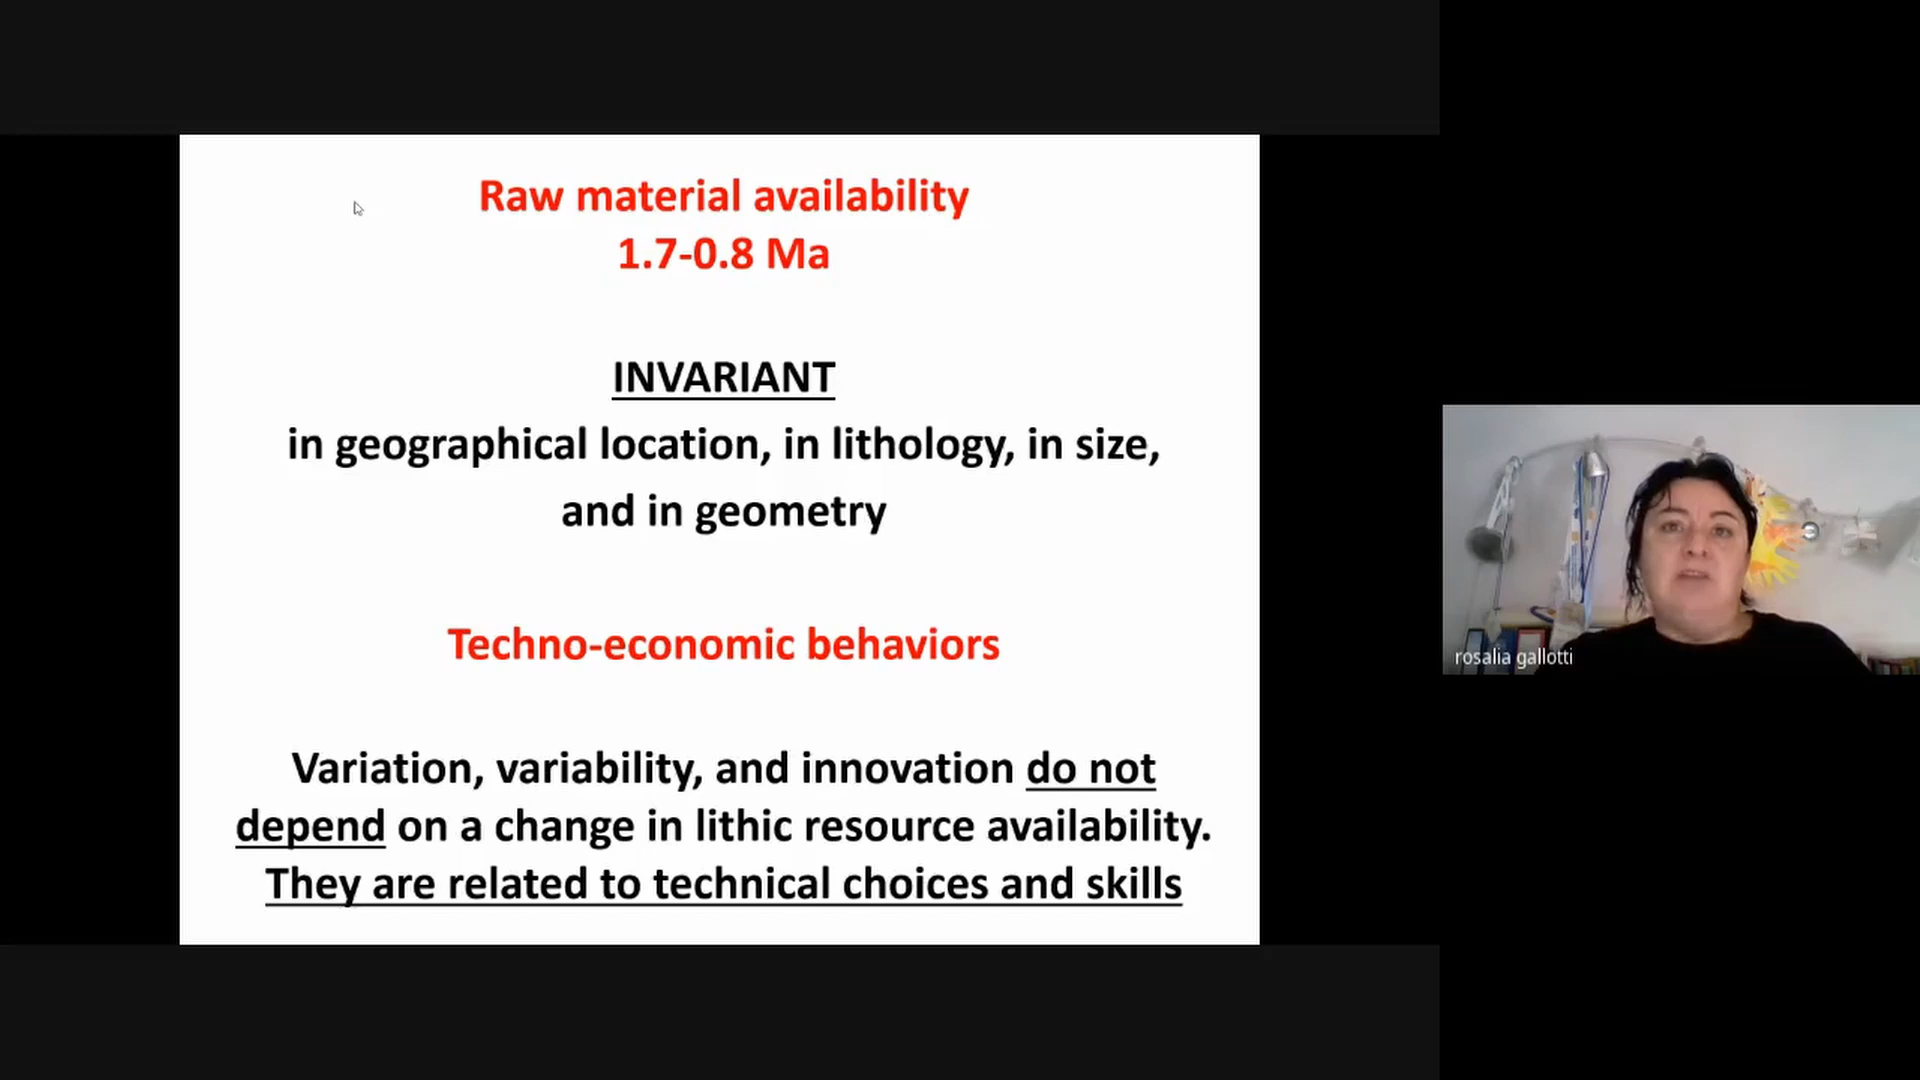 Raw material availability
1.7-0.8 Ma
INVARIANT
in geographical location, in lithology, in size,
and in geometry
Techno-economic behaviors
Variation, variability, and innovation do not
depend on a change in lithic resource availability.
They are related to technical choices and skills
rosalia gallotti